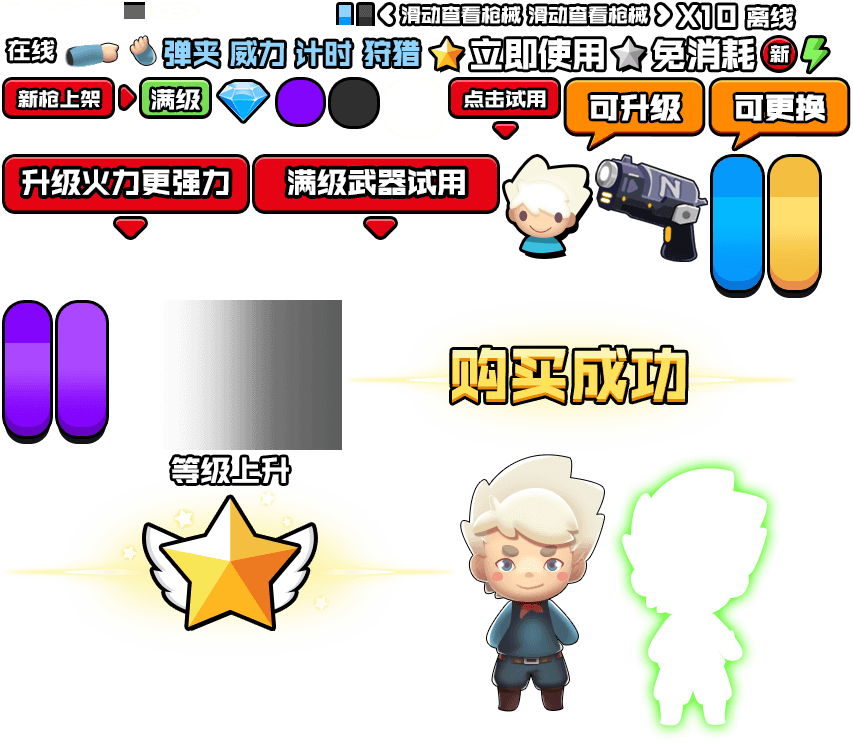 滑动查看枪械 滑动查看枪械 X10 离线
在线 弹夹 威力 计时 狩猎 立即使用 免消耗 新
新枪上架 满级 点击试用 可升级 可更换
升级火力更强力 满级武器试用
N
购买成功
等级上升